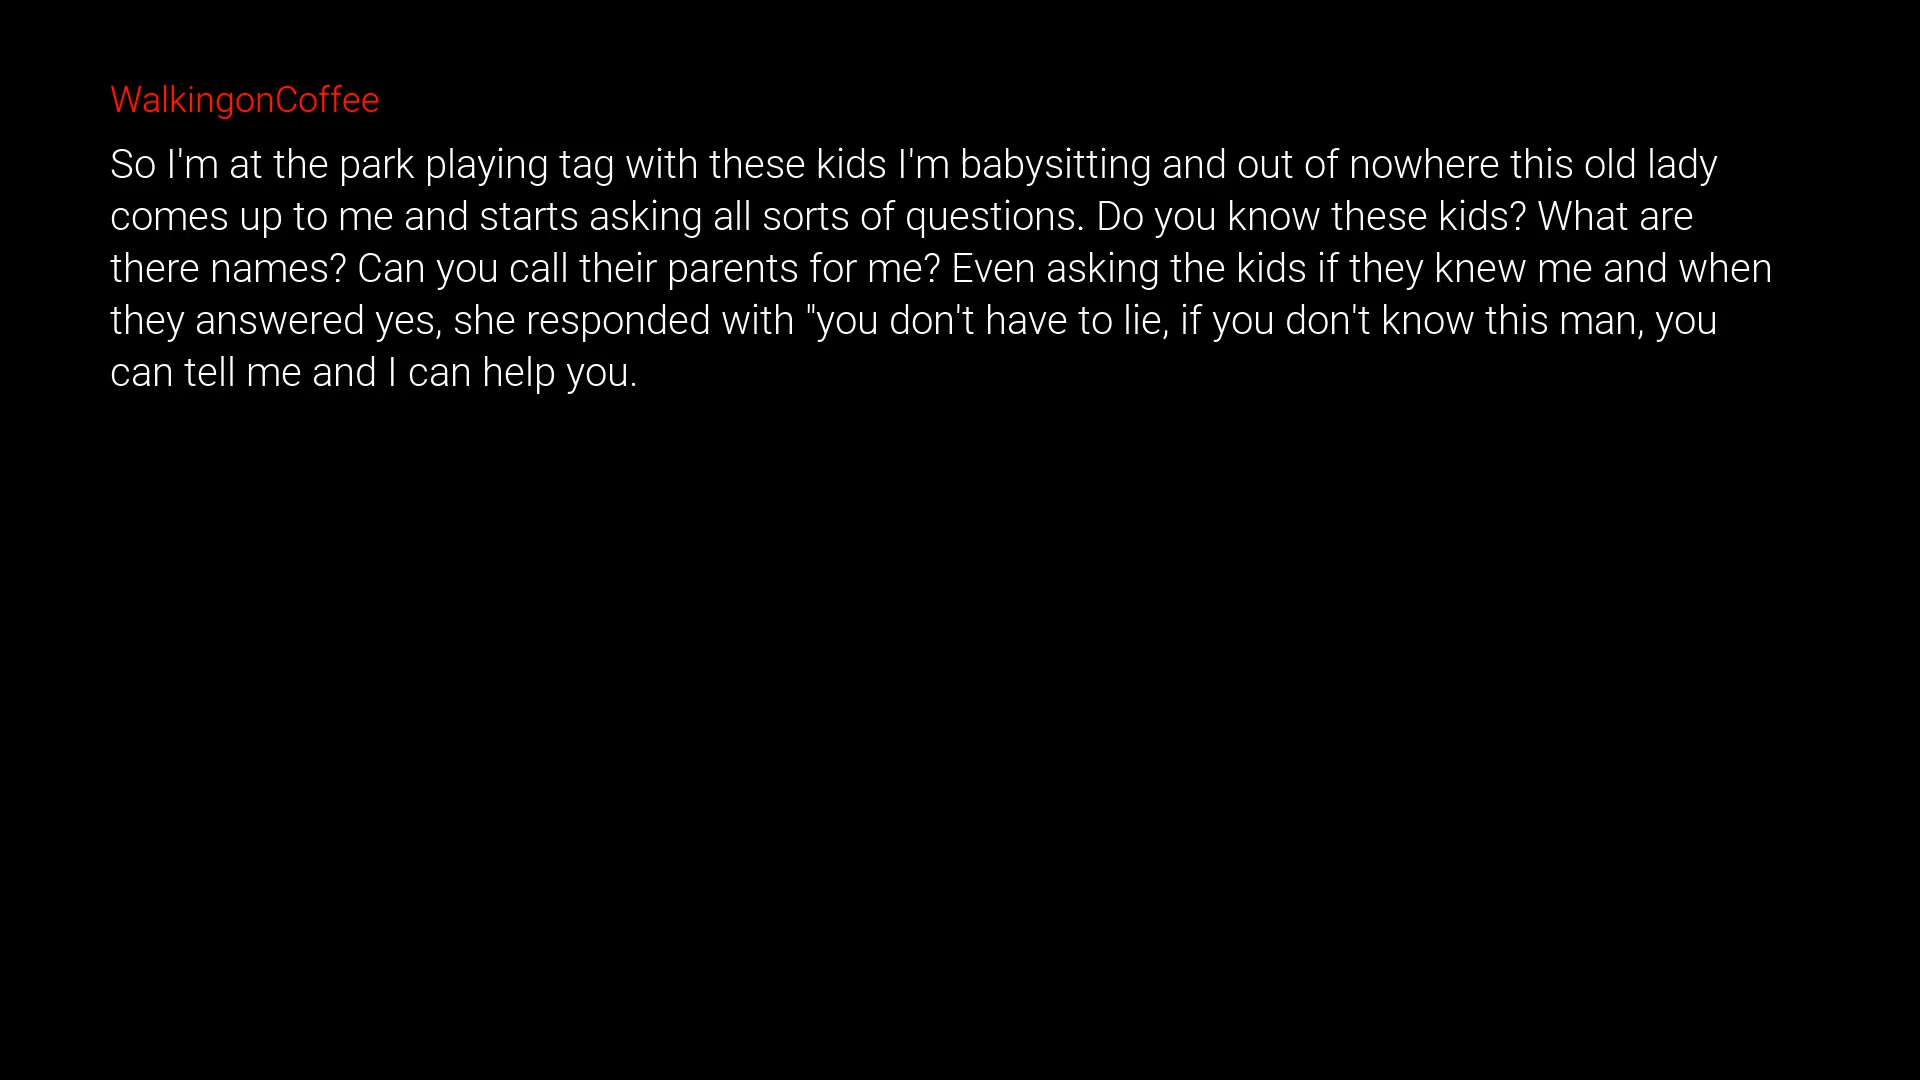 WalkingonCoffee
So I'm at the park playing tag with these kids I'm babysitting and out of nowhere this old lady
comes up to me and starts asking all sorts of questions. Do you know these kids? What are
there names? Can you call their parents for me? Even asking the kids if they knew me and when
they answered yes, she responded with "you don't have to lie, if you don't know this man, you
can tell me and I can help you.